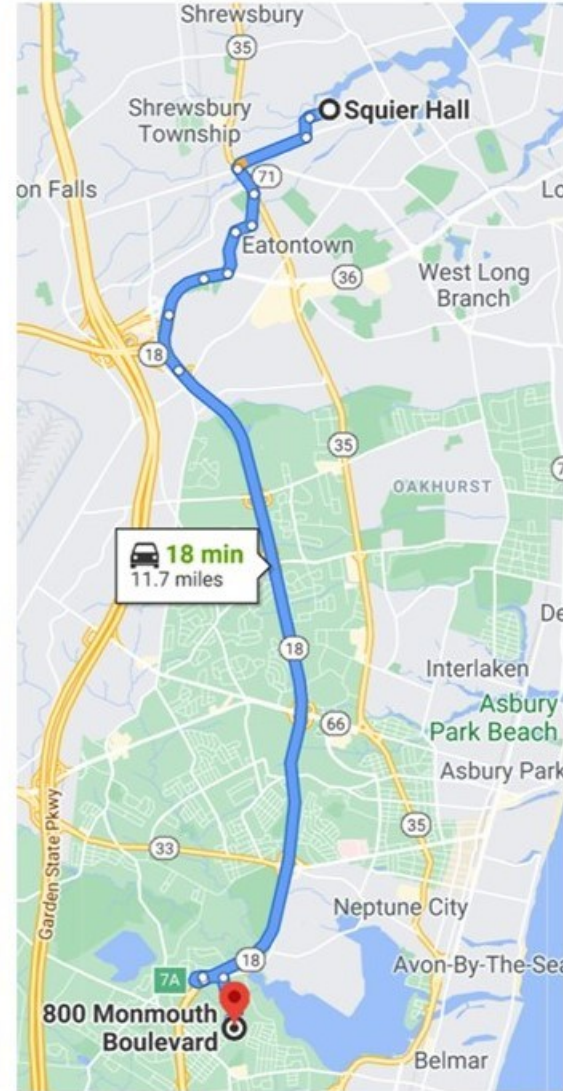 Shrewsbury
35
Squier Hall
Shrewsbury
Township
71
on Falls
Lo
Eatontown
36
West Long
Branch
18
35
OAKHURST
7
18 min
11.7 miles
De
18
Interlaken
66
Asbury
Park Beach
Asbury Park
35
33
Garden State Pkwy
Neptune City
18
Avon-By-The-Sea
7A
800 Monmouth
Boulevard
Belmar